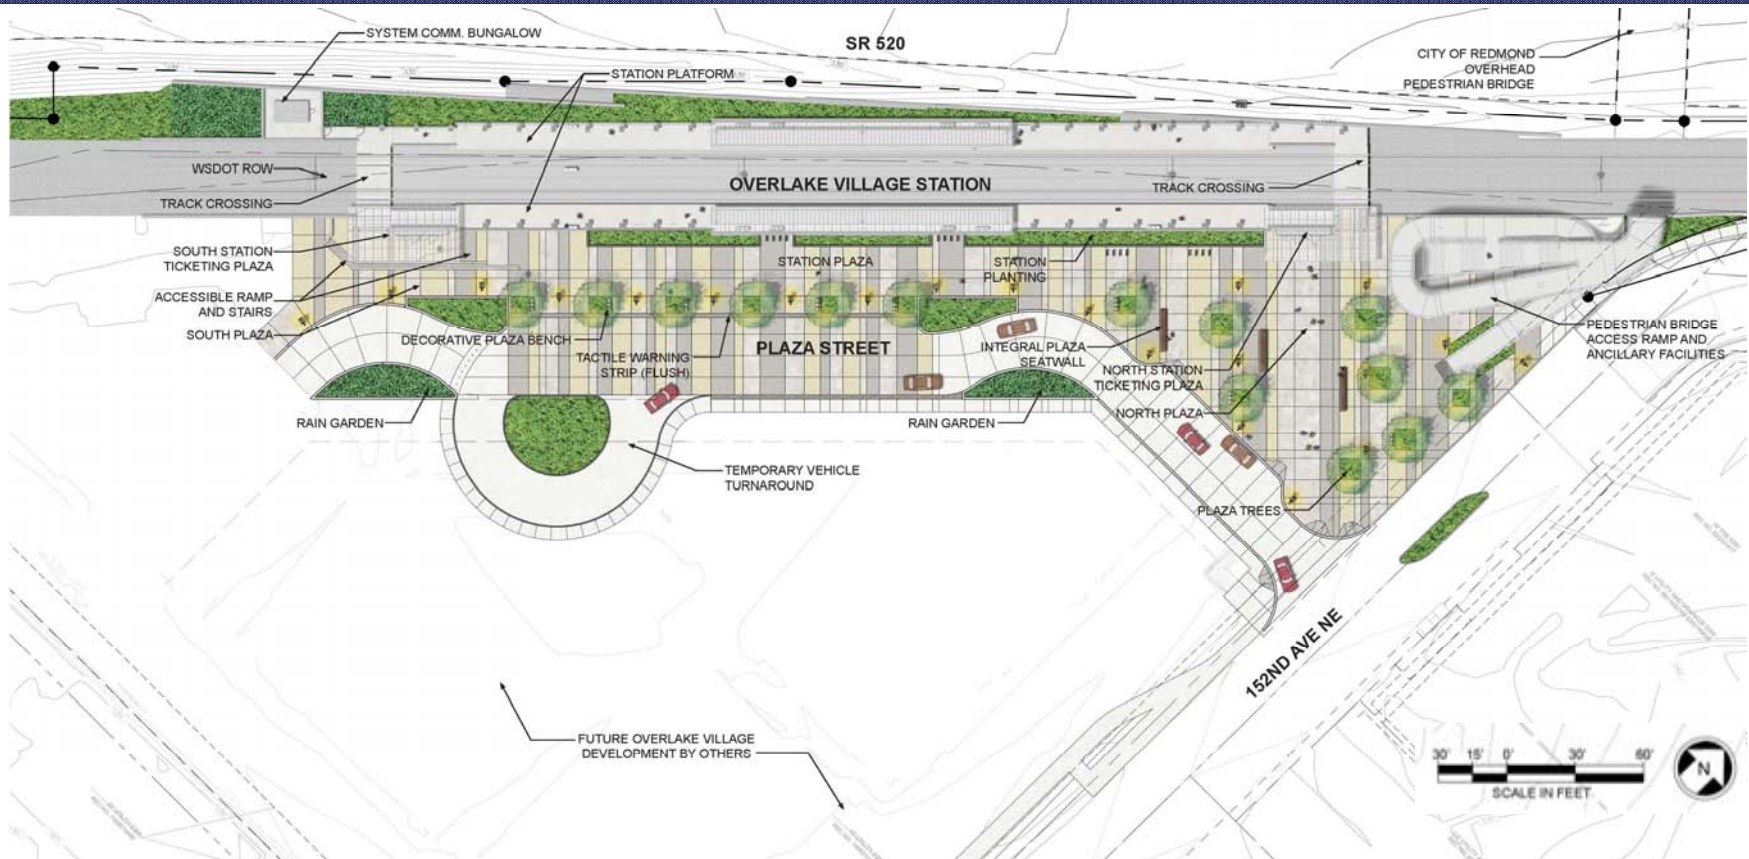 SYSTEM COMM. BUNGALOW
SR 520
STATION PLATFORM
CITY OF REDMOND
OVERHEAD
PEDESTRIAN BRIDGE
WSDOT ROW
OVERLAKE VILLAGE STATION
TRACK CROSSING
TRACK CROSSING
SOUTH STATION
TICKETING PLAZA
STATION PLAZA
STATION
PLANTING
ACCESSIBLE RAMP
AND STAIRS
SOUTH PLAZA
DECORATIVE PLAZA BENCH
TACTILE WARNING
STRIP (FLUSH)
PLAZA STREET
INTEGRAL PLAZA
SEATWALL
NORTH STATION
TICKETING PLAZA
PEDESTRIAN BRIDGE
ACCESS RAMP AND
ANCILLARY FACILITIES
RAIN GARDEN
RAIN GARDEN
NORTH PLAZA
TEMPORARY VEHICLE
TURNAROUND
PLAZA TREES
152ND AVE NE
FUTURE OVERLAKE VILLAGE
DEVELOPMENT BY OTHERS
30' 15' 0' 30' 60'
SCALE IN FEET
N